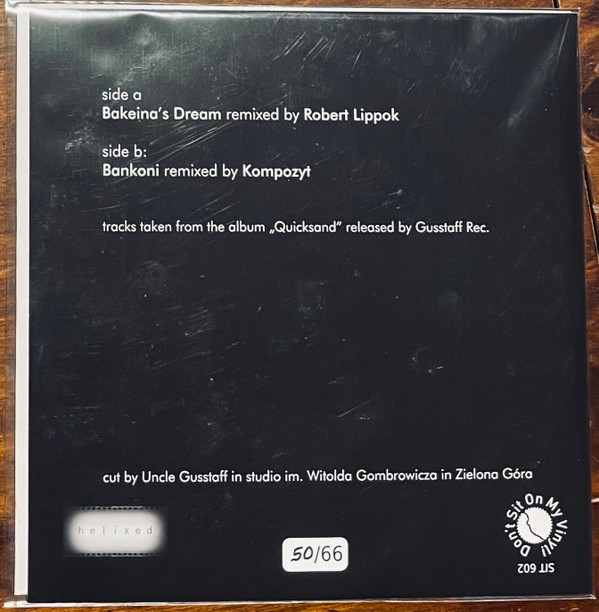 side a
Bakeina's Dream remixed by Robert Lippok
side b:
Bankoni remixed by Kompozyt
tracks taken from the album „Quicksand” released by Gusstaff Rec.
cut by Uncle Gusstaff in studio im. Witolda Gombrowicza in Zielona Góra
helixed
50/66
Don't Sit On My Vinyl!
SIT 602